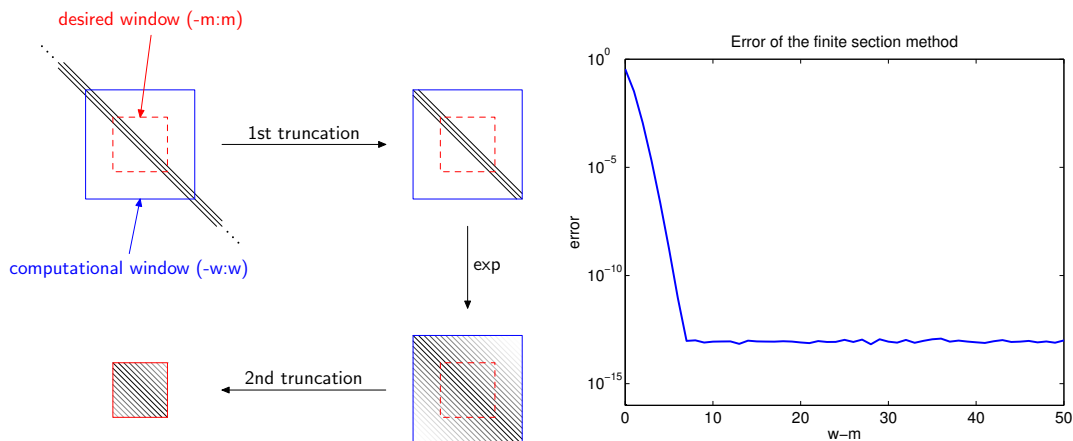 desired window (-m:m)
1st truncation
computational window (-w:w)
exp
2nd truncation
Error of the finite section method
error
10^0
10^-5
10^-10
10^-15
0 10 20 30 40 50
w−m